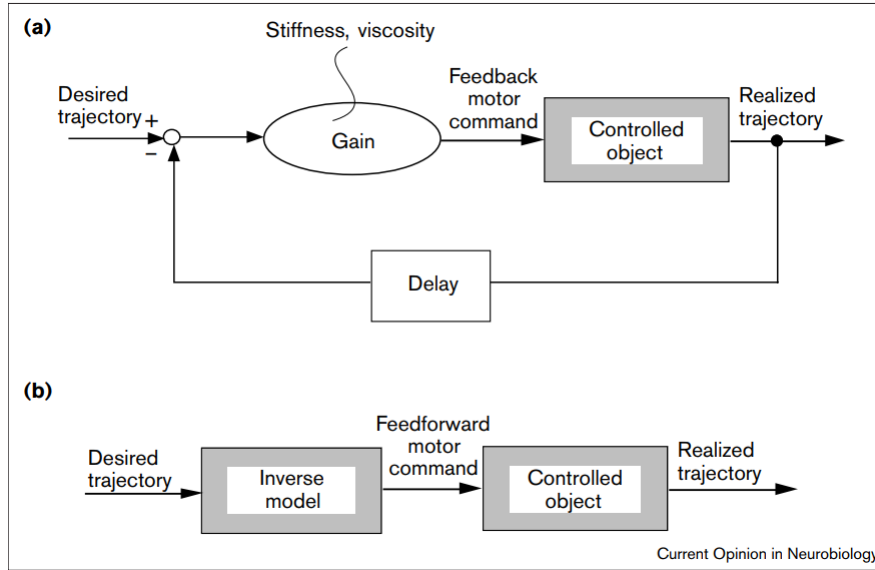 (a)
Stiffness, viscosity
Desired
trajectory
+
−
Gain
Feedback
motor
command
Controlled
object
Realized
trajectory
Delay
(b)
Desired
trajectory
Inverse
model
Feedforward
motor
command
Controlled
object
Realized
trajectory
Current Opinion in Neurobiology